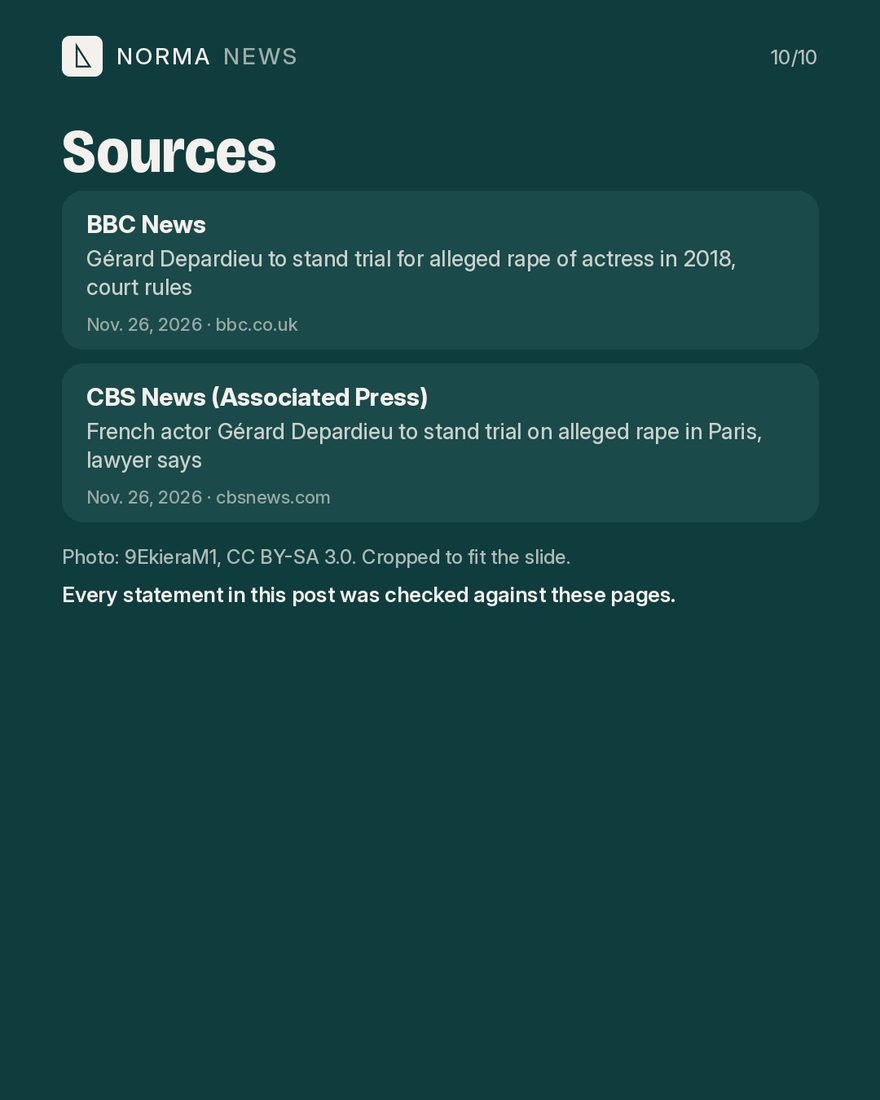 NORMA NEWS
10/10
Sources
BBC News
Gérard Depardieu to stand trial for alleged rape of actress in 2018,
court rules
Nov. 26, 2026 · bbc.co.uk
CBS News (Associated Press)
French actor Gérard Depardieu to stand trial on alleged rape in Paris,
lawyer says
Nov. 26, 2026 · cbsnews.com
Photo: 9EkieraM1, CC BY-SA 3.0. Cropped to fit the slide.
Every statement in this post was checked against these pages.